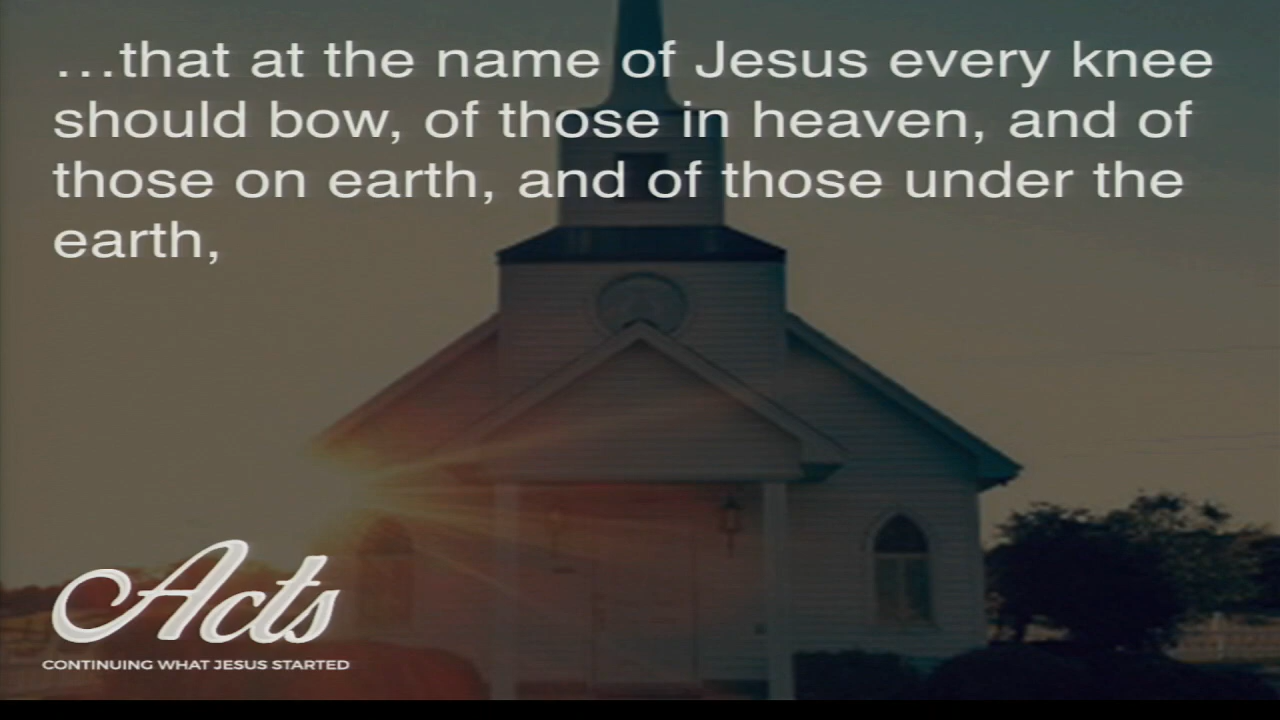 ...that at the name of Jesus every knee
should bow, of those in heaven, and of
those on earth, and of those under the
earth,
Acts
CONTINUING WHAT JESUS STARTED